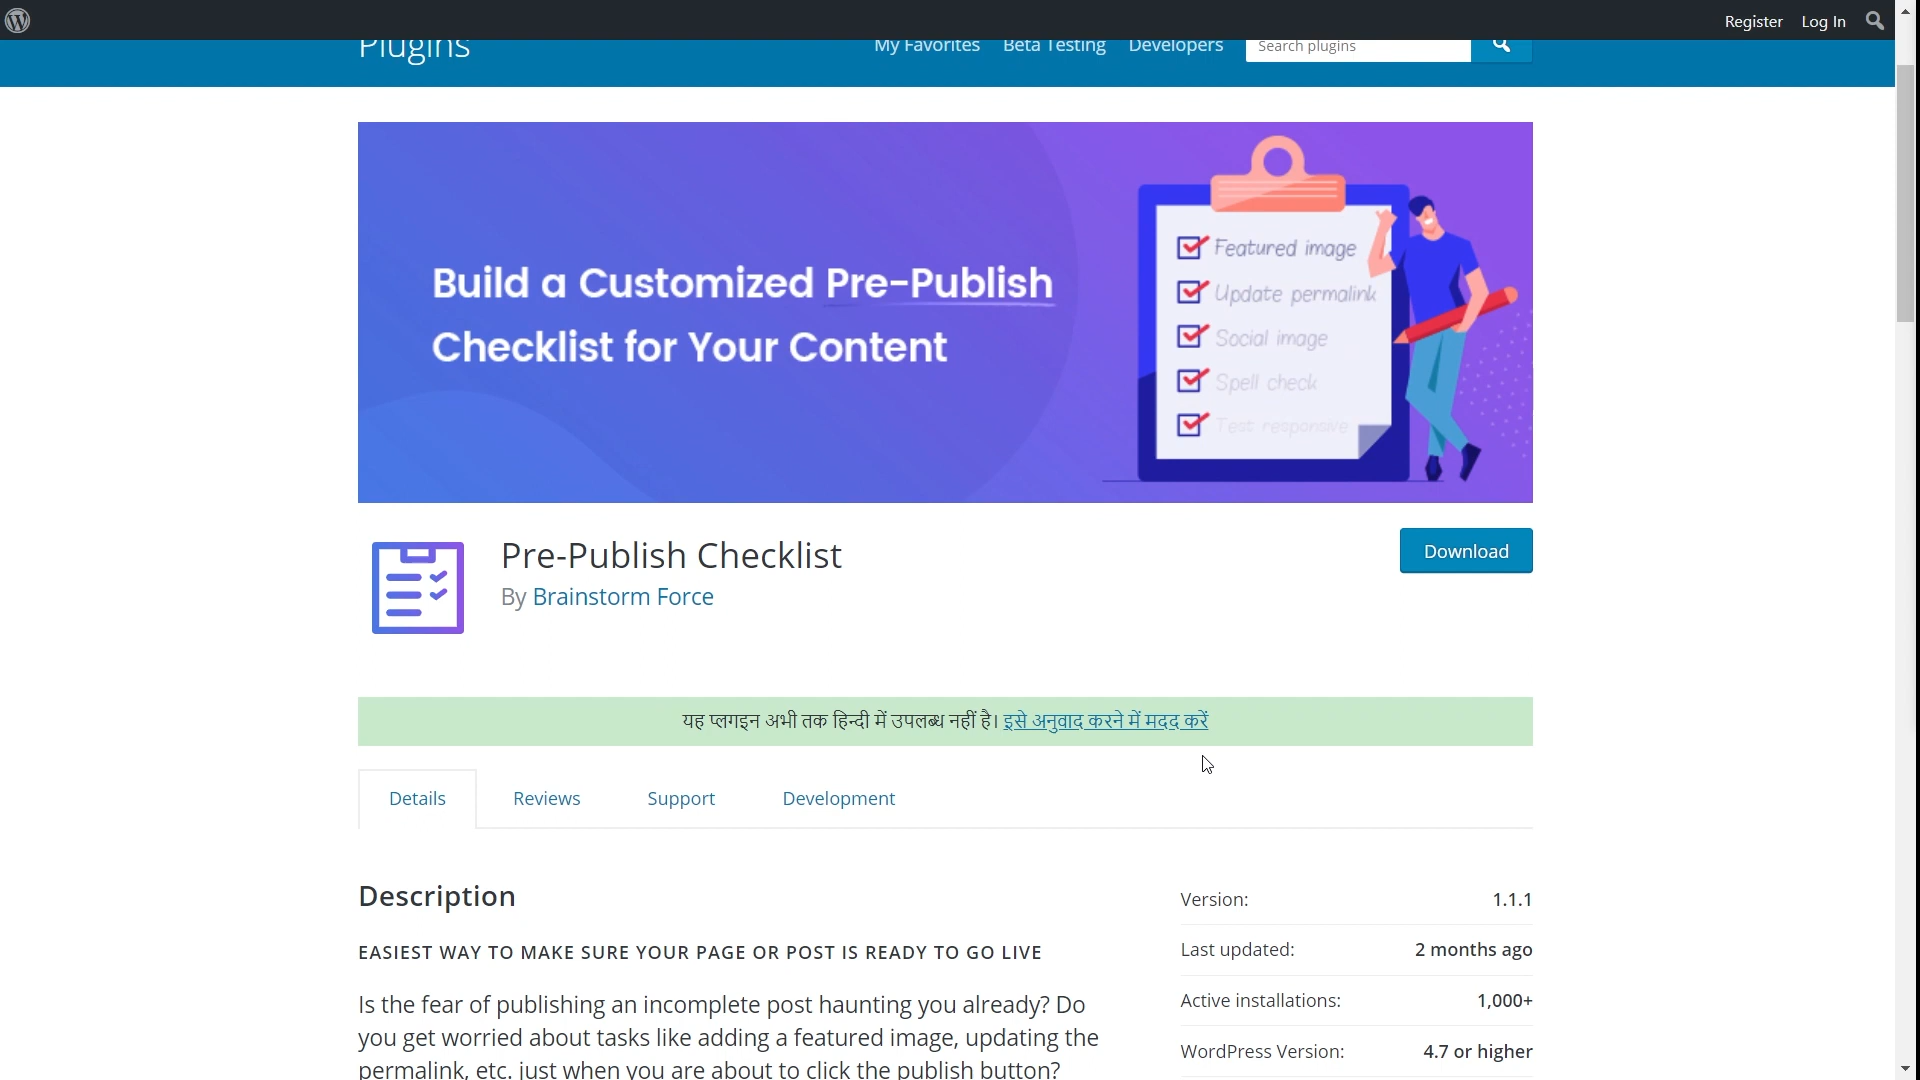 Register Log In
Plugins My Favorites Beta Testing Developers Search plugins
Build a Customized Pre-Publish
Checklist for Your Content
Featured image
Update permalink
Social image
Spell check
Test responsive
Pre-Publish Checklist
By Brainstorm Force
Download
यह प्लगइन अभी तक हिन्दी में उपलब्ध नहीं है। इसे अनुवाद करने में मदद करें
Details Reviews Support Development
Description
EASIEST WAY TO MAKE SURE YOUR PAGE OR POST IS READY TO GO LIVE
Is the fear of publishing an incomplete post haunting you already? Do
you get worried about tasks like adding a featured image, updating the
permalink, etc. just when you are about to click the publish button?
Version: 1.1.1
Last updated: 2 months ago
Active installations: 1,000+
WordPress Version: 4.7 or higher